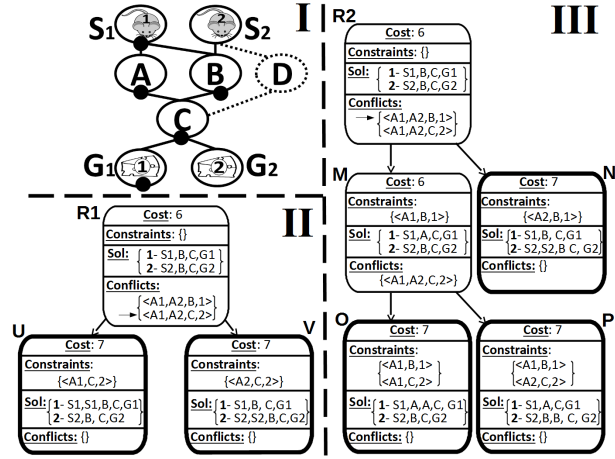 I
S1 1 2 S2
A B D
C
G1 1 2 G2
II
R1
Cost: 6
Constraints: {}
Sol: { 1- S1,B,C,G1
2- S2,B,C,G2
Conflicts:
{<A1,A2,B,1>
<A1,A2,C,2>}
U
Cost: 7
Constraints:
{<A1,C,2>}
Sol: { 1- S1,S1,B,C,G1
2- S2,B,C,G2 }
Conflicts: {}
V
Cost: 7
Constraints:
{<A2,C,2>}
Sol: { 1- S1,B, C,G1
2- S2,S2,B,C,G2 }
Conflicts: {}
III
R2
Cost: 6
Constraints: {}
Sol: { 1- S1,B,C,G1
2- S2,B,C,G2
Conflicts:
{<A1,A2,B,1>
<A1,A2,C,2>}
M
Cost: 6
Constraints:
{<A1,B,1>}
Sol: { 1- S1,A,C,G1
2- S2,B,C,G2 }
Conflicts:
{<A1,A2,C,2>}
N
Cost: 7
Constraints:
{<A2,B,1>}
Sol: { 1- S1,B, C,G1
2- S2,S2,B C, G2 }
Conflicts: {}
O
Cost: 7
Constraints:
{<A1,B,1>
<A1,C,2>}
Sol: { 1- S1,A,A,C, G1
2- S2,B,C,G2 }
Conflicts: {}
P
Cost: 7
Constraints:
{<A1,B,1>
<A2,C,2>}
Sol: { 1- S1,A,C,G1
2- S2,B,B, C, G2 }
Conflicts: {}